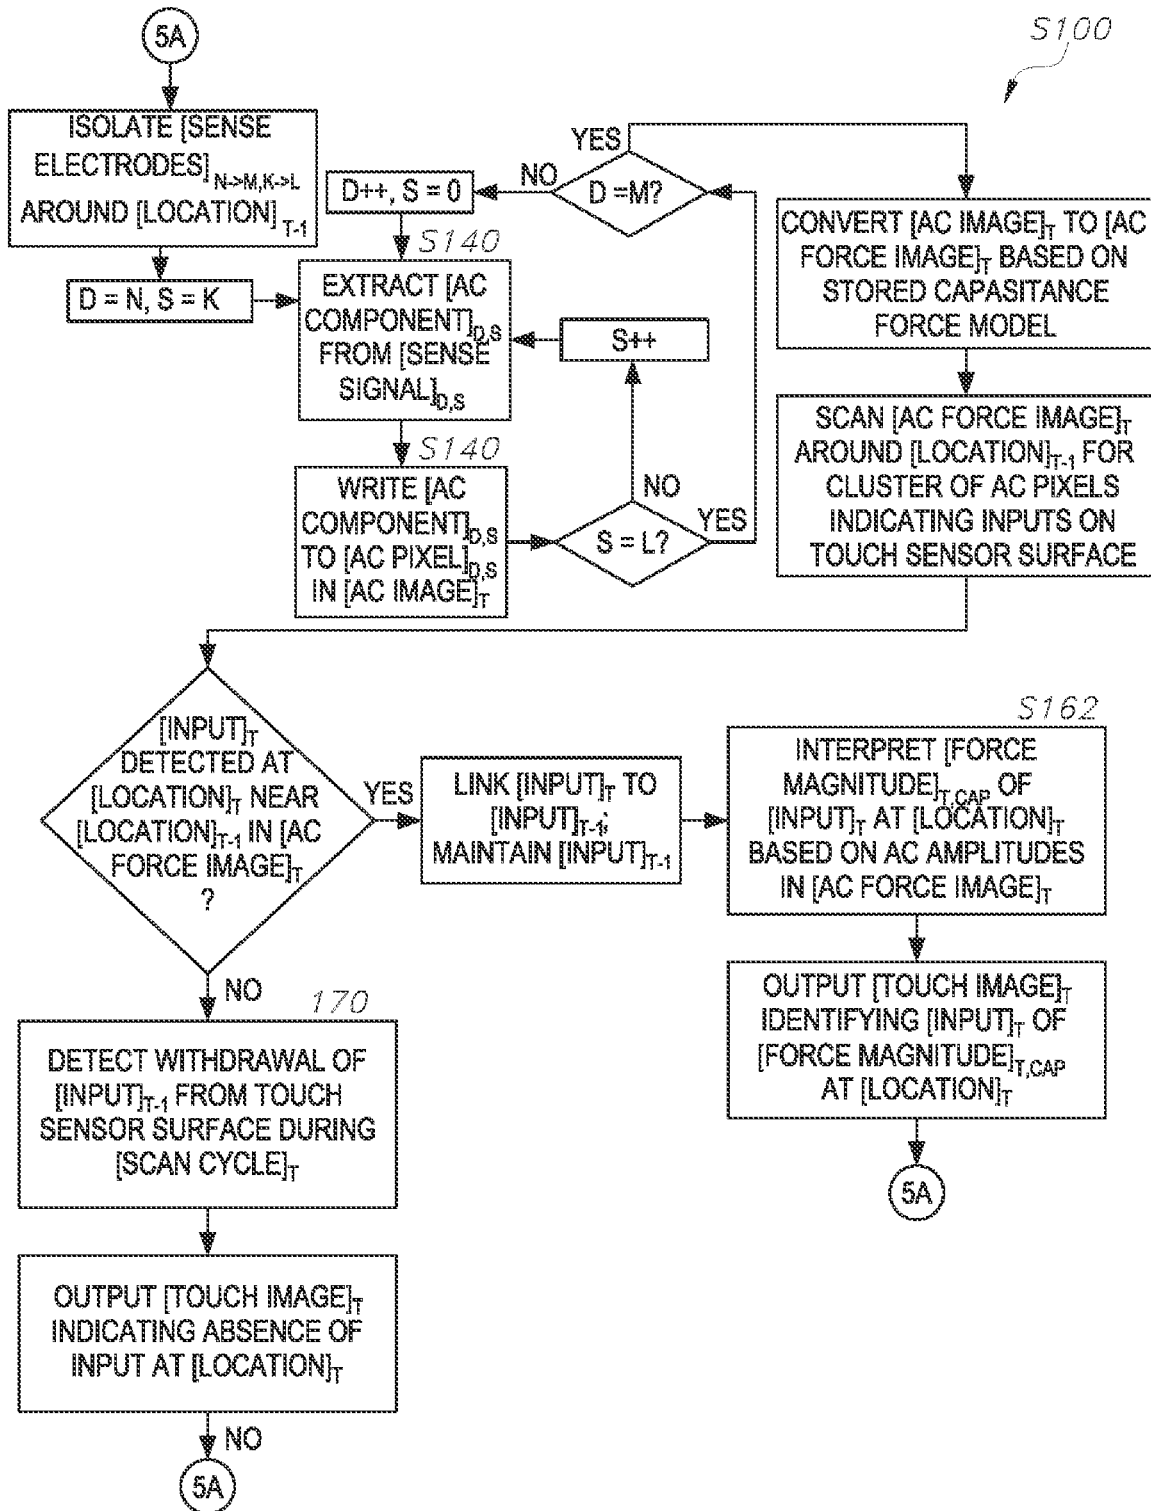 5A
S100
ISOLATE [SENSE
ELECTRODES]N->M,K->L
AROUND [LOCATION] T-1
D = N, S = K
D++, S = 0
NO
YES
D =M?
S140
EXTRACT [AC
COMPONENT]D,S
FROM [SENSE
SIGNAL]D,S
S++
S140
WRITE [AC
COMPONENT]D,S
TO [AC PIXEL]D,S
IN [AC IMAGE]T
NO
YES
S = L?
CONVERT [AC IMAGE]T TO [AC
FORCE IMAGE]T BASED ON
STORED CAPASITANCE
FORCE MODEL
SCAN [AC FORCE IMAGE]T
AROUND [LOCATION]T-1 FOR
CLUSTER OF AC PIXELS
INDICATING INPUTS ON
TOUCH SENSOR SURFACE
[INPUT]T
DETECTED AT
[LOCATION]T NEAR
[LOCATION]T-1 IN [AC
FORCE IMAGE]T
?
YES
LINK [INPUT]T TO
[INPUT]T-1;
MAINTAIN [INPUT]T-1
S162
INTERPRET [FORCE
MAGNITUDE]T,CAP OF
[INPUT]T AT [LOCATION]T
BASED ON AC AMPLITUDES
IN [AC FORCE IMAGE]T
OUTPUT [TOUCH IMAGE]T
IDENTIFYING [INPUT]T OF
[FORCE MAGNITUDE]T,CAP
AT [LOCATION]T
5A
NO
170
DETECT WITHDRAWAL OF
[INPUT]T-1 FROM TOUCH
SENSOR SURFACE DURING
[SCAN CYCLE]T
OUTPUT [TOUCH IMAGE]T
INDICATING ABSENCE OF
INPUT AT [LOCATION]T
NO
5A